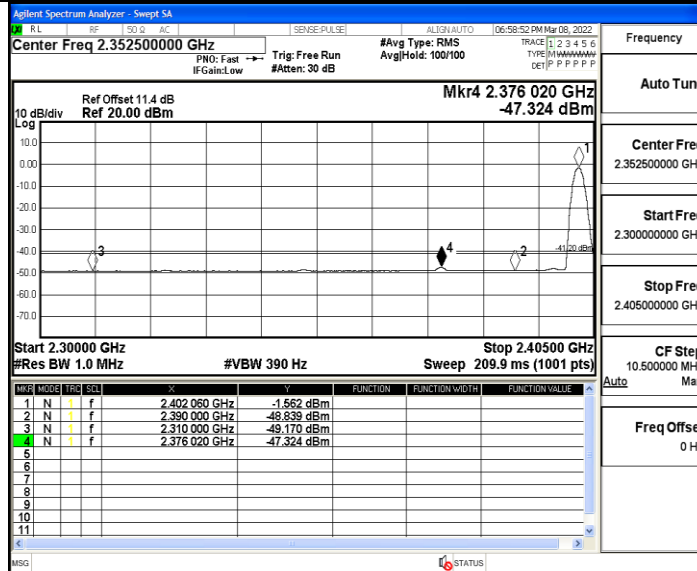 Agilent Spectrum Analyzer - Swept SA
RL RF 50 Ω AC SENSE:PULSE ALIGN AUTO 06:58:52 PM Mar 08, 2022
Center Freq 2.352500000 GHz
PNO: Fast
IFGain:Low
Trig: Free Run
#Atten: 30 dB
#Avg Type: RMS
Avg|Hold: 100/100
TRACE 1 2 3 4 5 6
TYPE M W W W W W
DET P P P P P P
Ref Offset 11.4 dB
10 dB/div Ref 20.00 dBm
Log
Mkr4 2.376 020 GHz
-47.324 dBm
10.0
0.00
-10.0
-20.0
-30.0
-40.0
-50.0
-60.0
-70.0
1
3
4
2
-41.20 dBm
Start 2.30000 GHz Stop 2.40500 GHz
#Res BW 1.0 MHz #VBW 390 Hz Sweep 209.9 ms (1001 pts)
MKR MODE TRC SCL X Y FUNCTION FUNCTION WIDTH FUNCTION VALUE
1 N 1 f 2.402 060 GHz -1.562 dBm
2 N 1 f 2.390 000 GHz -48.839 dBm
3 N 1 f 2.310 000 GHz -49.170 dBm
4 N 1 f 2.376 020 GHz -47.324 dBm
5
6
7
8
9
10
11
MSG STATUS
Frequency
Auto Tun
Center Fre
2.352500000 GH
Start Fre
2.300000000 GH
Stop Fre
2.405000000 GH
CF Ste
10.500000 MH
Auto Ma
Freq Offse
0 H